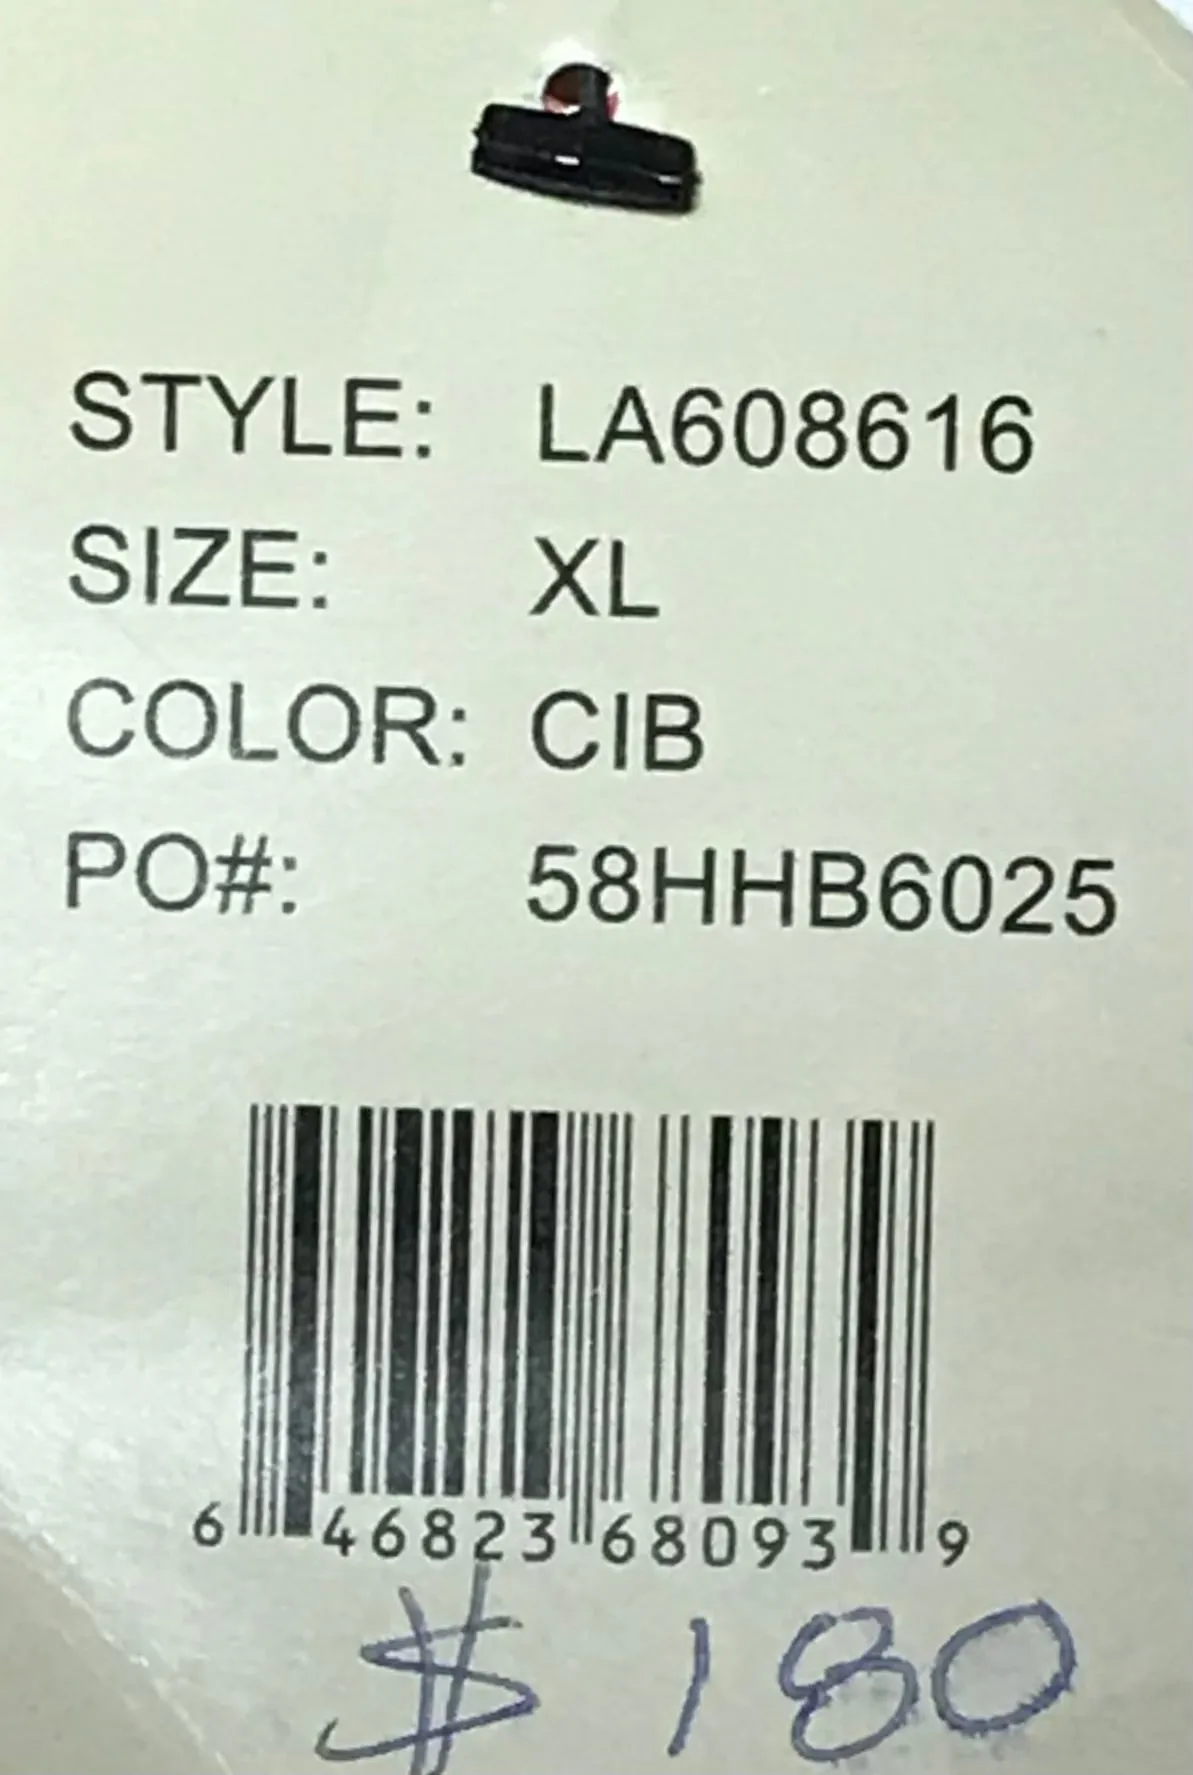 STYLE: LA608616
SIZE: XL
COLOR: CIB
PO#: 58HHB6025
6 46823 68093 9
$ 180